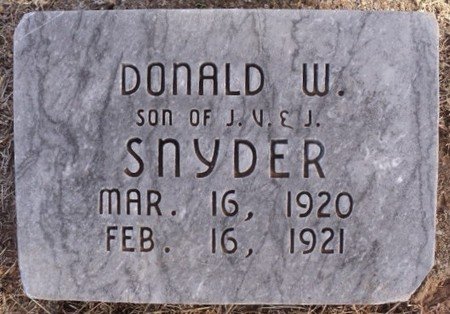 DONALD W.
SON OF J. V. & J.
SNYDER
MAR. 16, 1920
FEB. 16, 1921